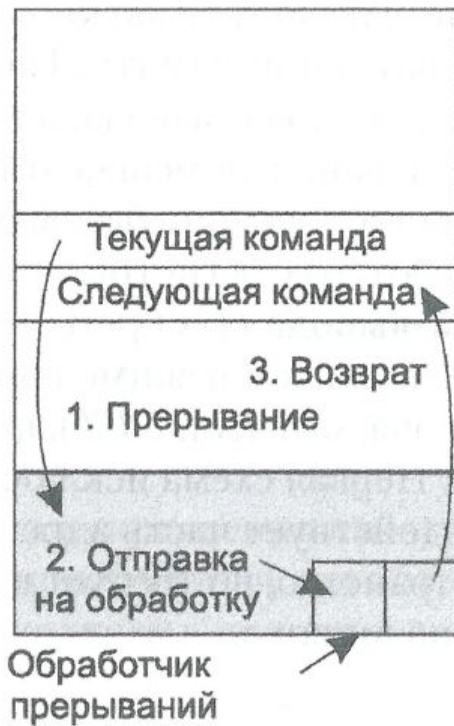 Текущая команда
Следующая команда
3. Возврат
1. Прерывание
2. Отправка
на обработку
Обработчик
прерываний